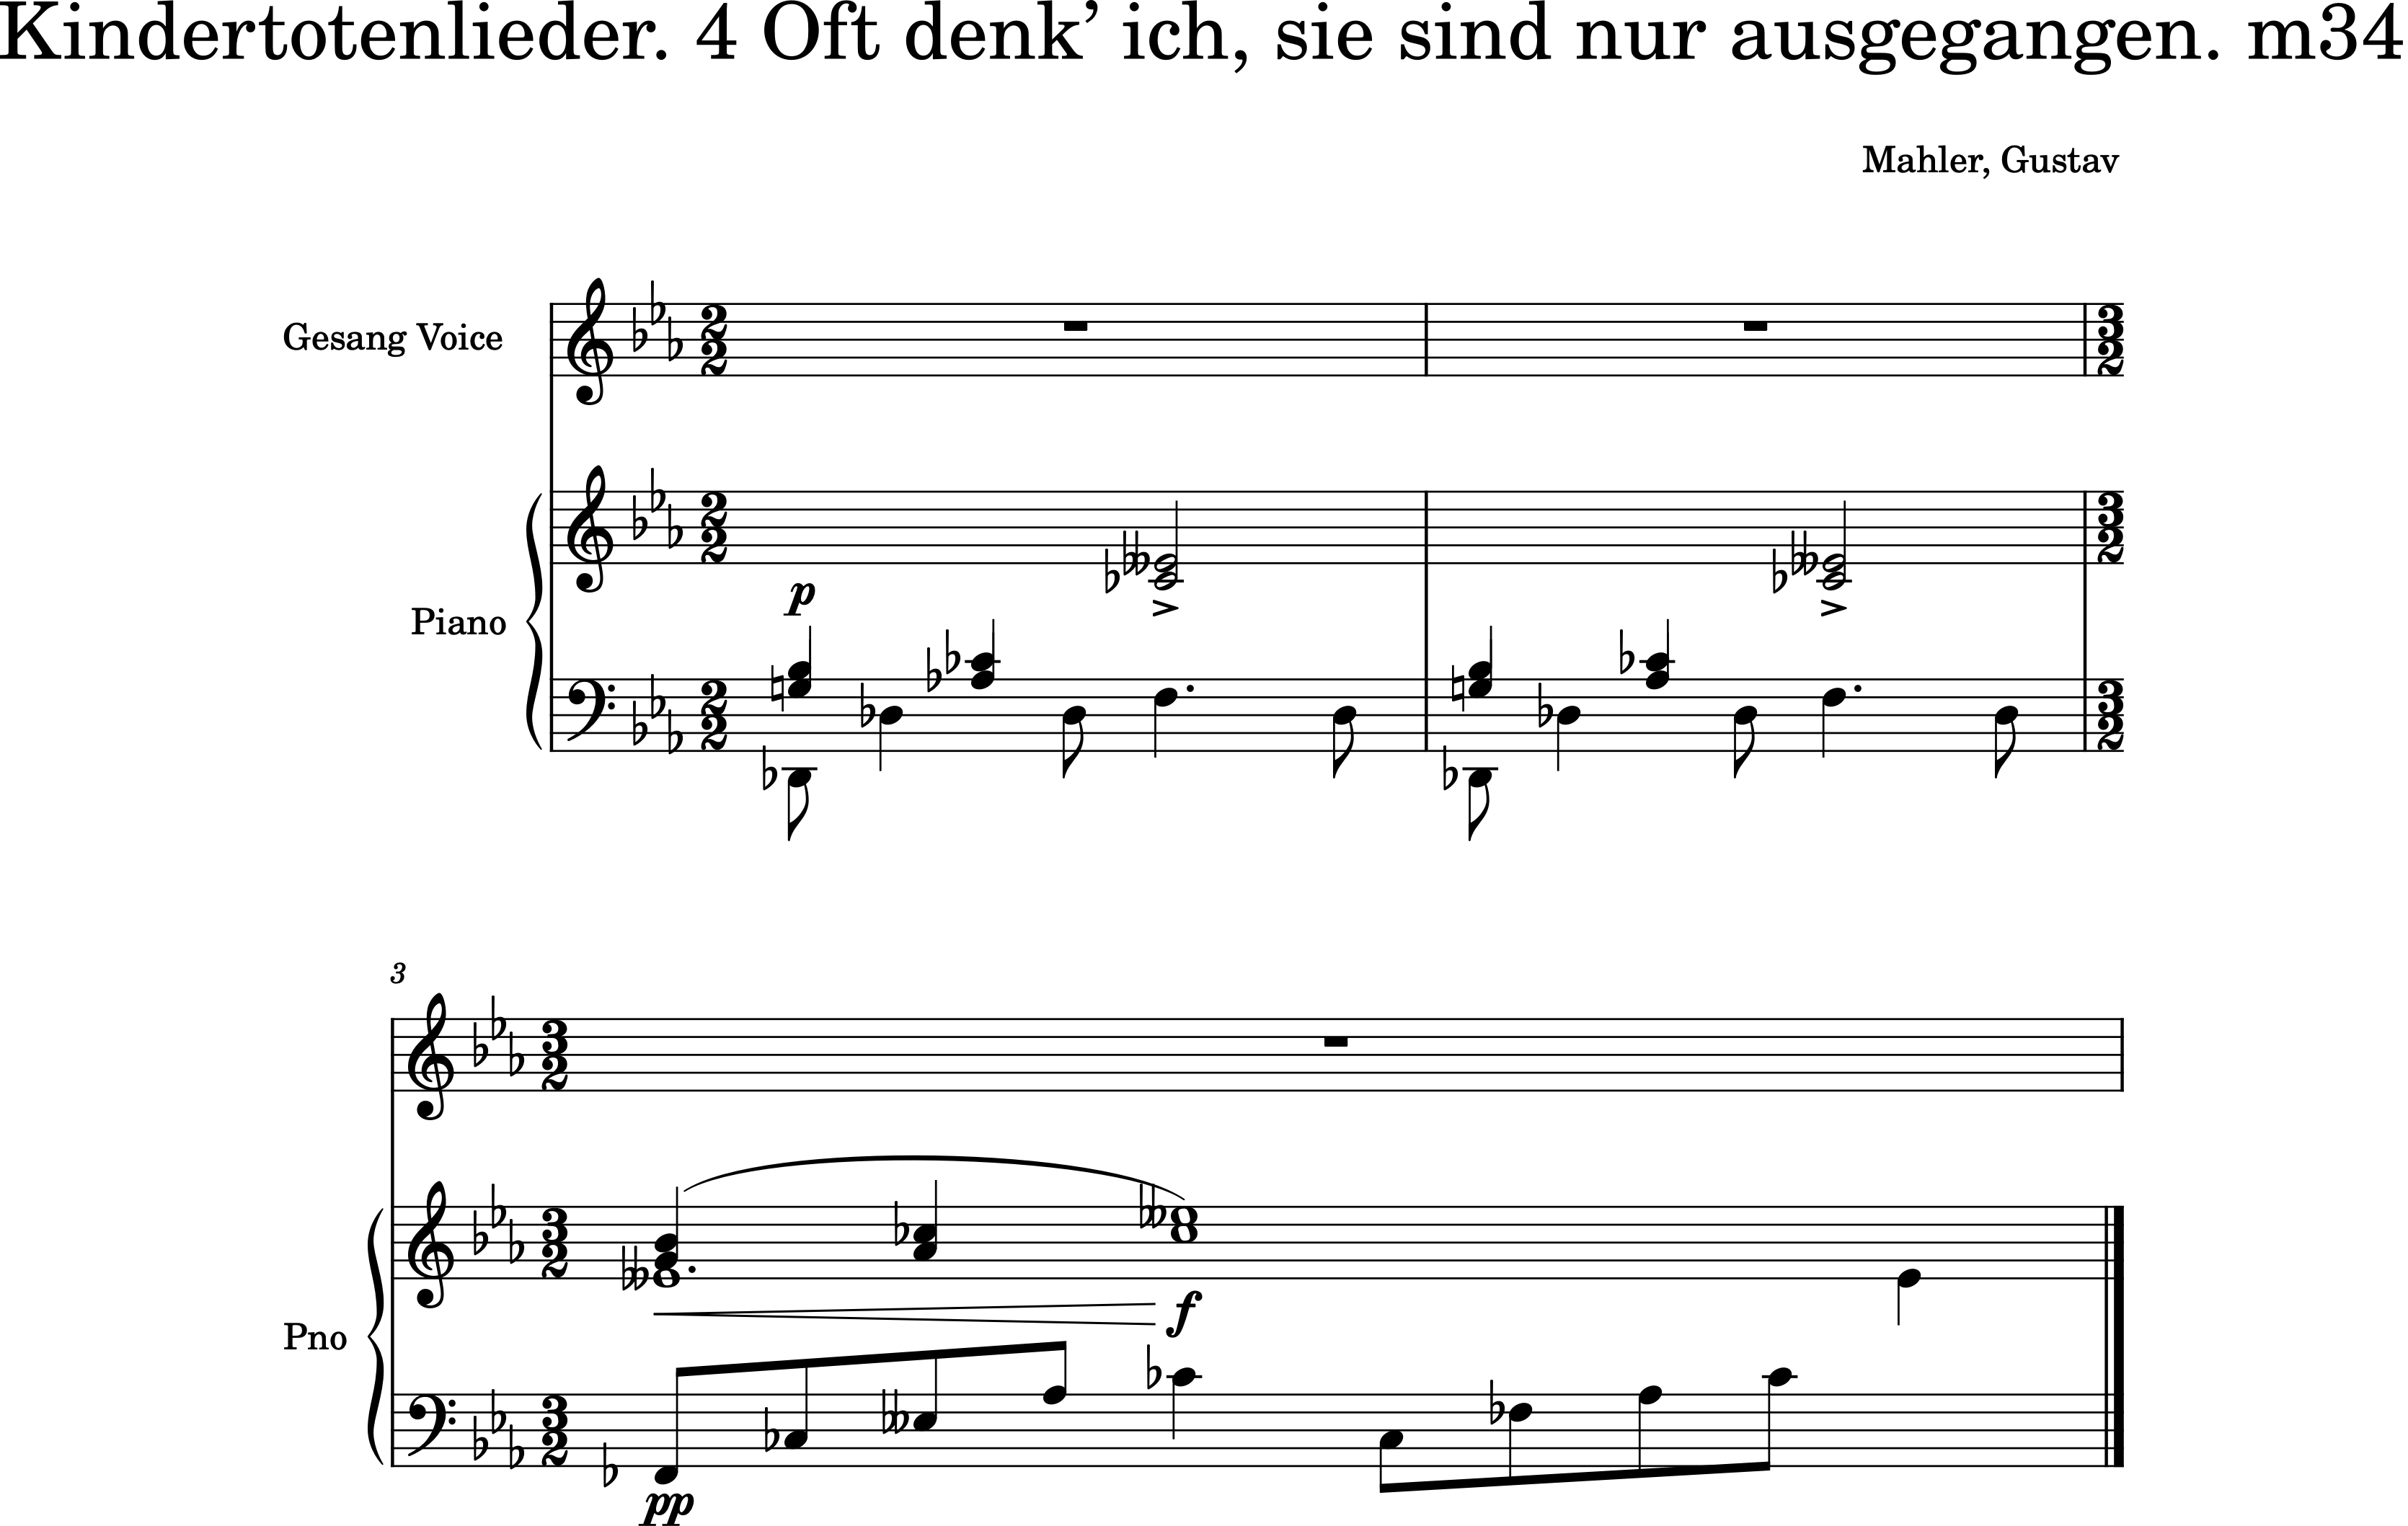 Kindertotenlieder. 4 Oft denk’ ich, sie sind nur ausgegangen. m34
Mahler, Gustav
Gesang Voice
Piano
p
3
Pno
f
pp